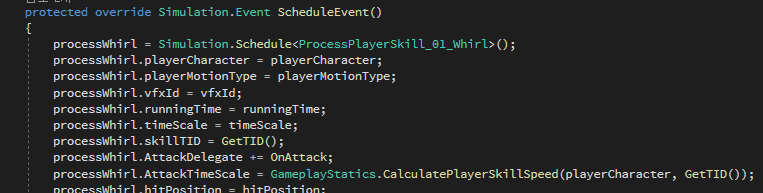 protected override Simulation.Event ScheduleEvent()
{
processWhirl = Simulation.Schedule<ProcessPlayerSkill_01_Whirl>();
processWhirl.playerCharacter = playerCharacter;
processWhirl.playerMotionType = playerMotionType;
processWhirl.vfxId = vfxId;
processWhirl.runningTime = runningTime;
processWhirl.timeScale = timeScale;
processWhirl.skillTID = GetTID();
processWhirl.AttackDelegate += OnAttack;
processWhirl.AttackTimeScale = GameplayStatics.CalculatePlayerSkillSpeed(playerCharacter, GetTID());
processWhirl.hitPosition = hitPosition;